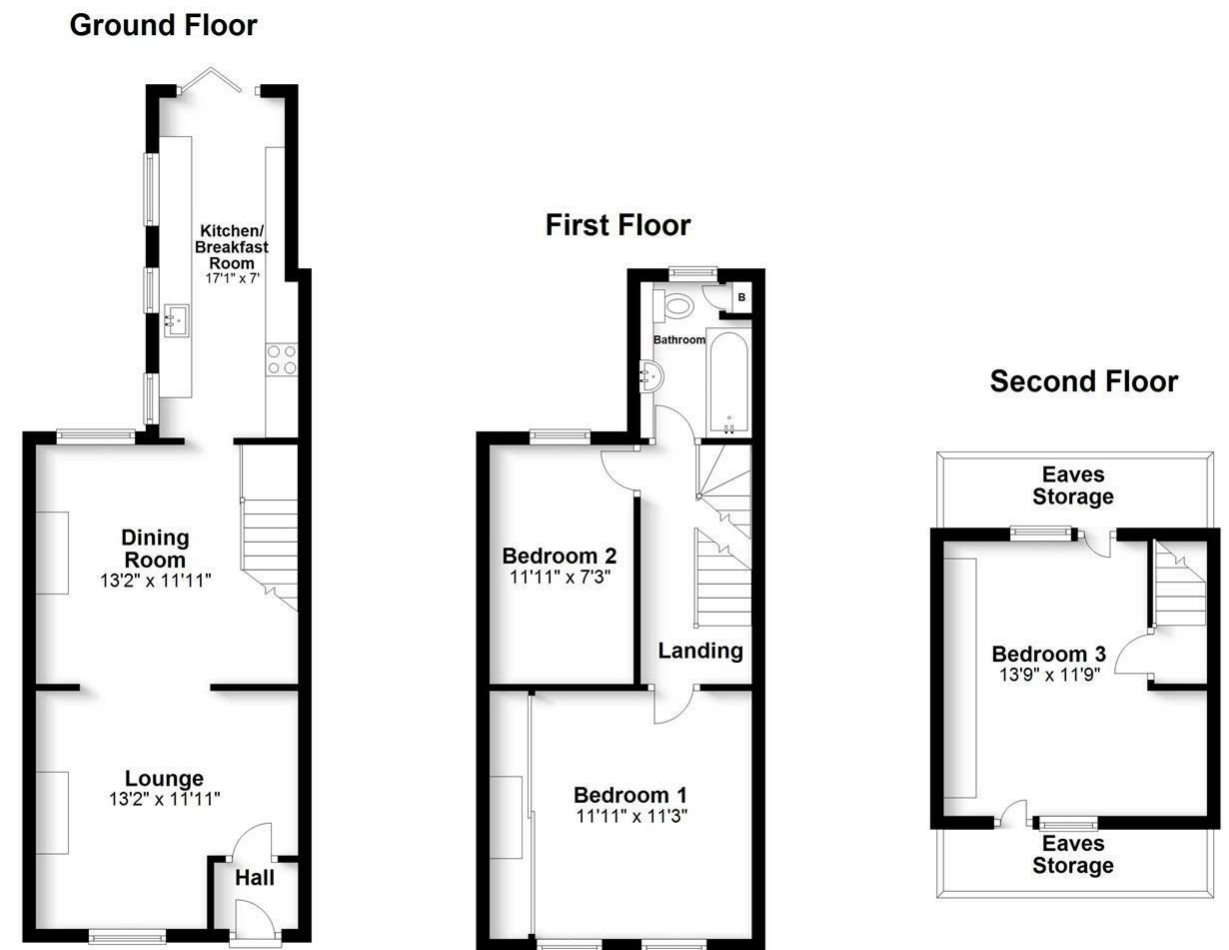 Ground Floor
Kitchen/
Breakfast
Room
17'1" x 7'
Dining
Room
13'2" x 11'11"
Lounge
13'2" x 11'11"
Hall
First Floor
B
Bathroom
Bedroom 2
11'11" x 7'3"
Landing
Bedroom 1
11'11" x 11'3"
Second Floor
Eaves
Storage
Bedroom 3
13'9" x 11'9"
Eaves
Storage